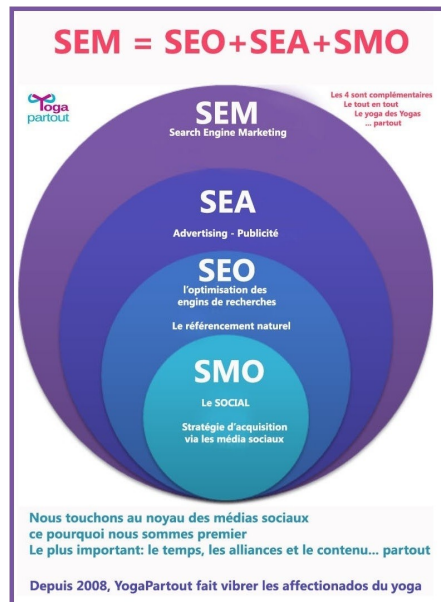 SEM = SEO+SEA+SMO
Yoga
partout
Les 4 sont complémentaires
Le tout en tout
Le yoga des Yogas
... partout
SEM
Search Engine Marketing
SEA
Advertising - Publicité
SEO
l'optimisation des
engins de recherches
Le référencement naturel
SMO
Le SOCIAL
Stratégie d'acquisition
via les média sociaux
Nous touchons au noyau des médias sociaux
ce pourquoi nous sommes premier
Le plus important: le temps, les alliances et le contenu... partout
Depuis 2008, YogaPartout fait vibrer les affectionados du yoga